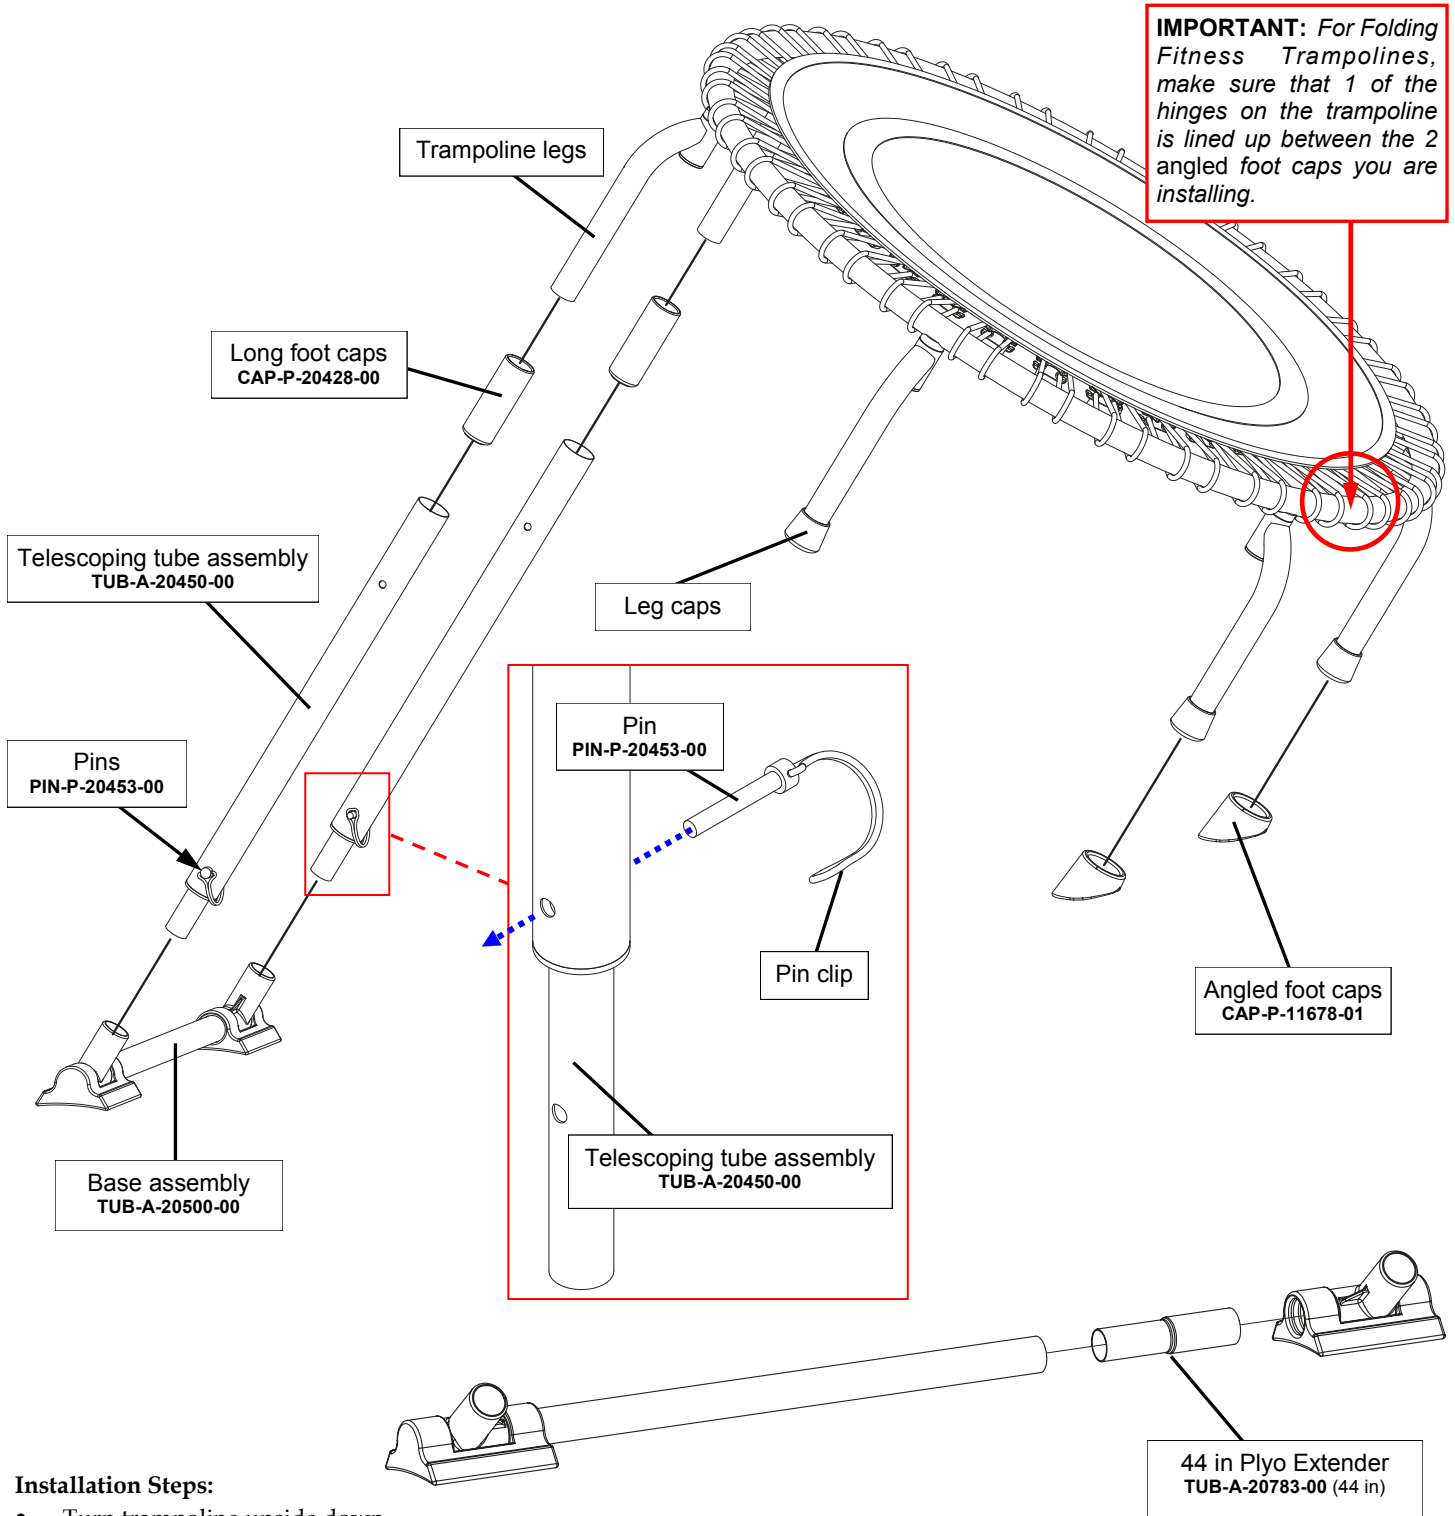 IMPORTANT: For Folding
Fitness Trampolines,
make sure that 1 of the
hinges on the trampoline
is lined up between the 2
angled foot caps you are
installing.
Trampoline legs
Long foot caps
CAP-P-20428-00
Telescoping tube assembly
TUB-A-20450-00
Leg caps
Pin
PIN-P-20453-00
Pins
PIN-P-20453-00
Pin clip
Angled foot caps
CAP-P-11678-01
Telescoping tube assembly
TUB-A-20450-00
Base assembly
TUB-A-20500-00
44 in Plyo Extender
TUB-A-20783-00 (44 in)
Installation Steps:
• Turn trampoline upside down